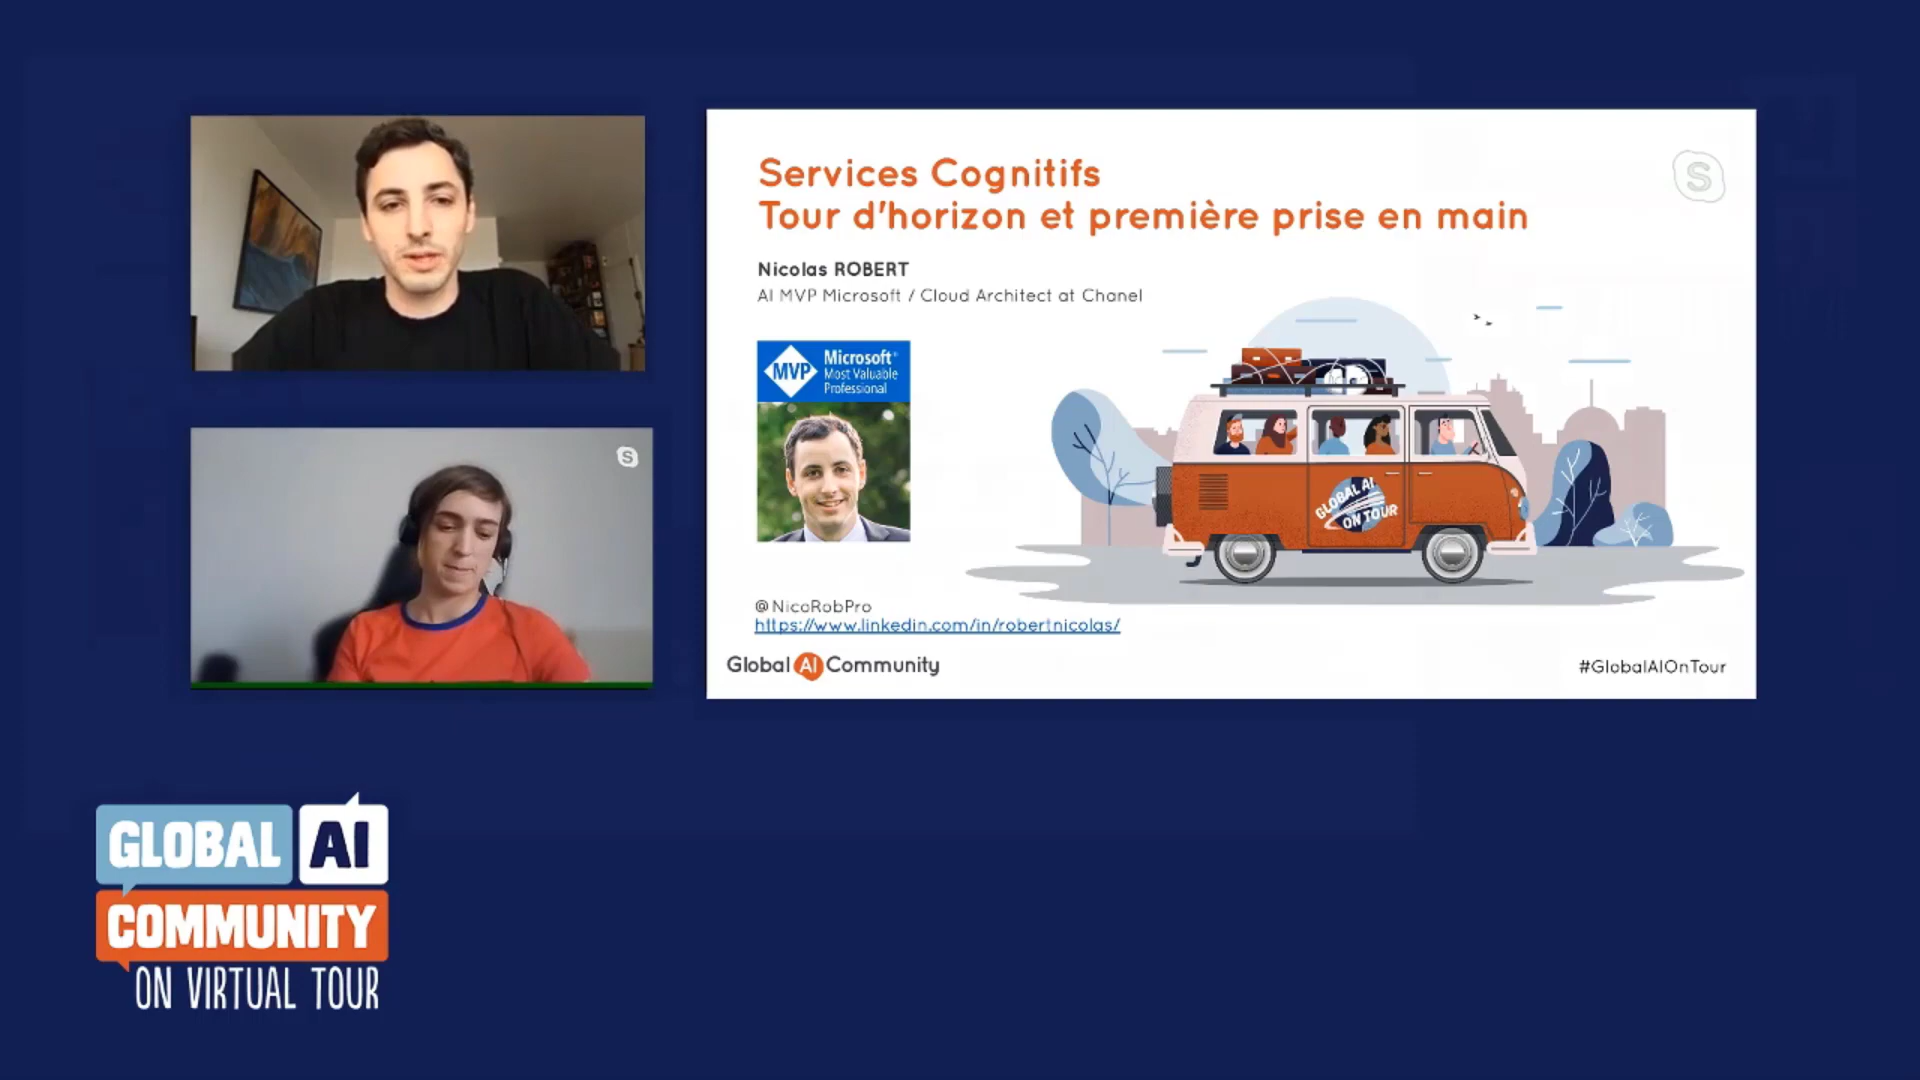 Services Cognitifs
Tour d'horizon et première prise en main
Nicolas ROBERT
AI MVP Microsoft / Cloud Architect at Chanel
MVP
Microsoft®
Most Valuable
Professional
GLOBAL AI
ON TOUR
@NicoRobPro
https://www.linkedin.com/in/robertnicolas/
Global AI Community
#GlobalAIOnTour
S
S
GLOBAL AI
COMMUNITY
ON VIRTUAL TOUR